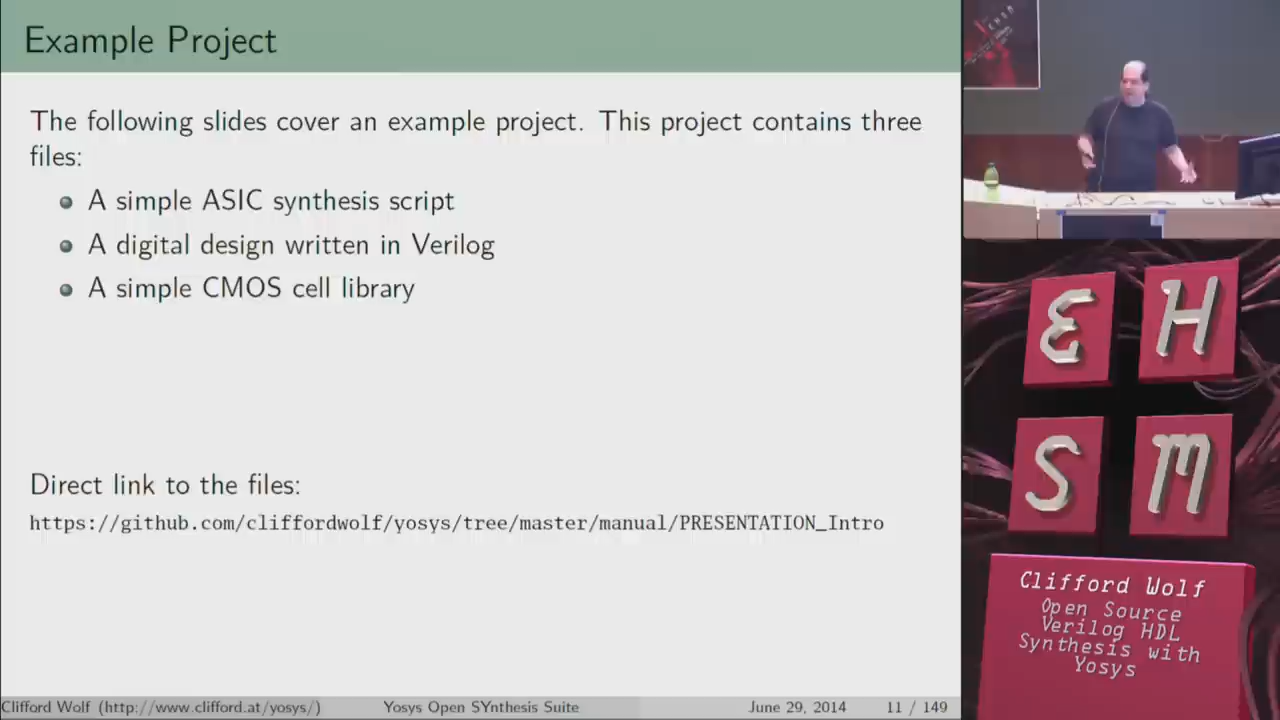 Example Project
The following slides cover an example project. This project contains three
files:
A simple ASIC synthesis script
A digital design written in Verilog
A simple CMOS cell library
Direct link to the files:
https://github.com/cliffordwolf/yosys/tree/master/manual/PRESENTATION_Intro
Clifford Wolf (http://www.clifford.at/yosys/)
Yosys Open SYnthesis Suite
June 29, 2014
11 / 149
E H
S M
Clifford Wolf
Open Source
Verilog HDL
Synthesis with
Yosys